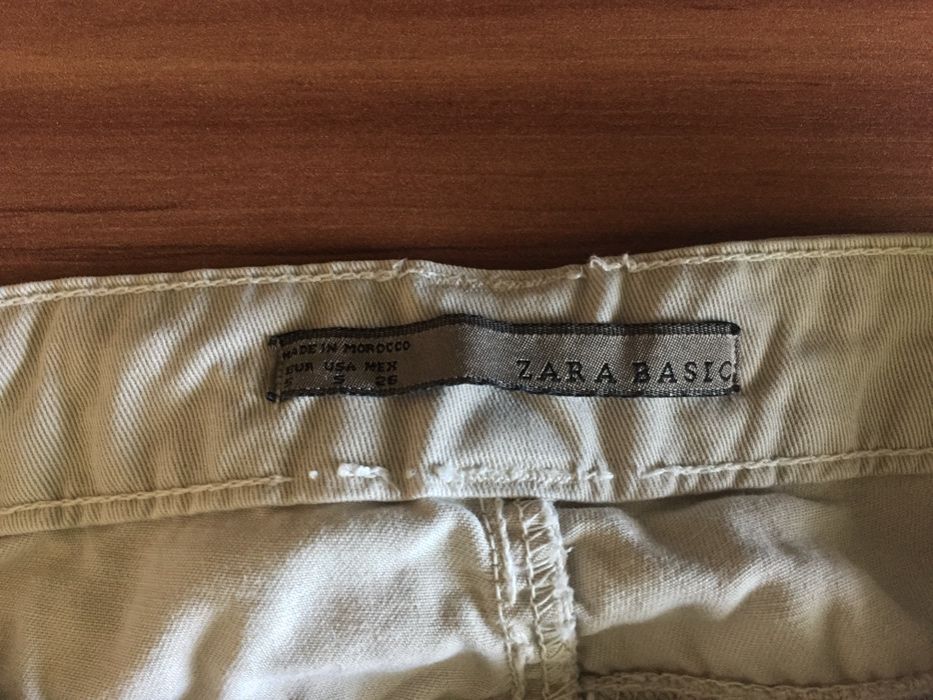 MADE IN MOROCCO
EUR USA MEX
S S 26
ZARA BASIC